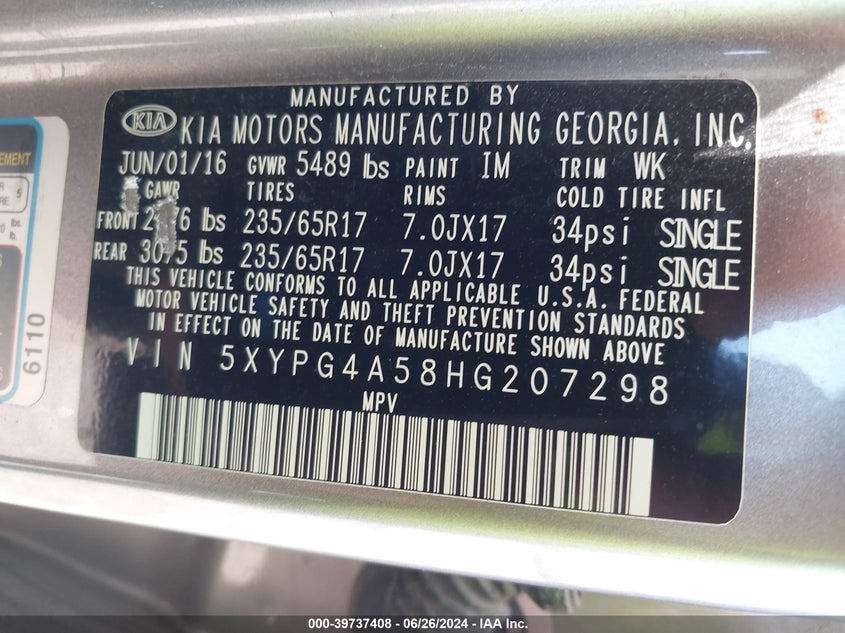 MANUFACTURED BY
KIA KIA MOTORS MANUFACTURING GEORGIA, INC.
JUN/01/16 GVWR 5489 lbs PAINT IM TRIM WK
GAWR TIRES RIMS COLD TIRE INFL
FRONT lbs 235/65R17 7.0JX17 34psi SINGLE
REAR 3075 lbs 235/65R17 7.0JX17 34psi SINGLE
THIS VEHICLE CONFORMS TO ALL APPLICABLE U.S.A. FEDERAL
MOTOR VEHICLE SAFETY AND THEFT PREVENTION STANDARDS
IN EFFECT ON THE DATE OF MANUFACTURE SHOWN ABOVE
VIN 5XYPG4A58HG207298
MPV
6110
5
000-39737408 - 06/26/2024 - IAA Inc.